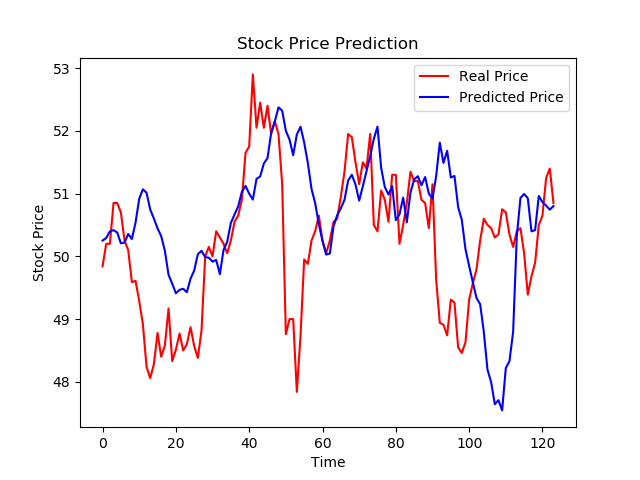 Stock Price Prediction
Real Price
Predicted Price
Stock Price
53
52
51
50
49
48
0 20 40 60 80 100 120
Time